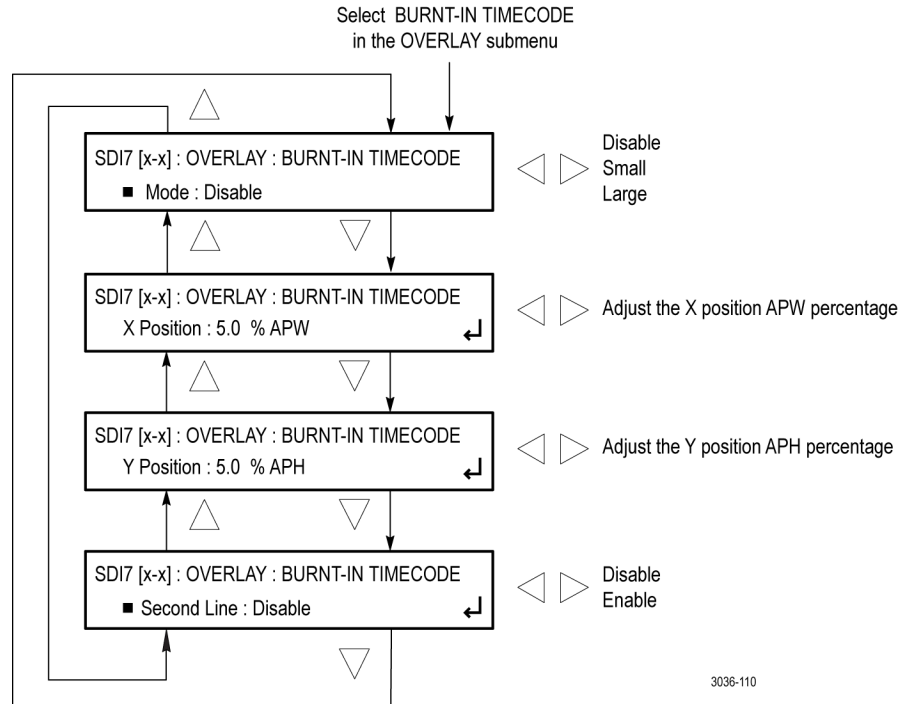 Select BURNT-IN TIMECODE
in the OVERLAY submenu
SDI7 [x-x] : OVERLAY : BURNT-IN TIMECODE
■ Mode : Disable
Disable
Small
Large
SDI7 [x-x] : OVERLAY : BURNT-IN TIMECODE
X Position : 5.0 % APW
Adjust the X position APW percentage
SDI7 [x-x] : OVERLAY : BURNT-IN TIMECODE
Y Position : 5.0 % APH
Adjust the Y position APH percentage
SDI7 [x-x] : OVERLAY : BURNT-IN TIMECODE
■ Second Line : Disable
Disable
Enable
3036-110